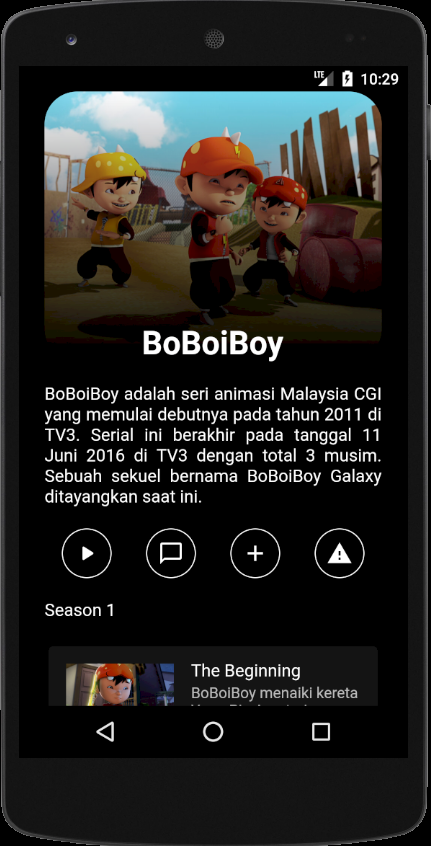 LTE 10:29
BoBoiBoy
BoBoiBoy adalah seri animasi Malaysia CGI
yang memulai debutnya pada tahun 2011 di
TV3. Serial ini berakhir pada tanggal 11
Juni 2016 di TV3 dengan total 3 musim.
Sebuah sekuel bernama BoBoiBoy Galaxy
ditayangkan saat ini.
Season 1
The Beginning
BoBoiBoy menaiki kereta